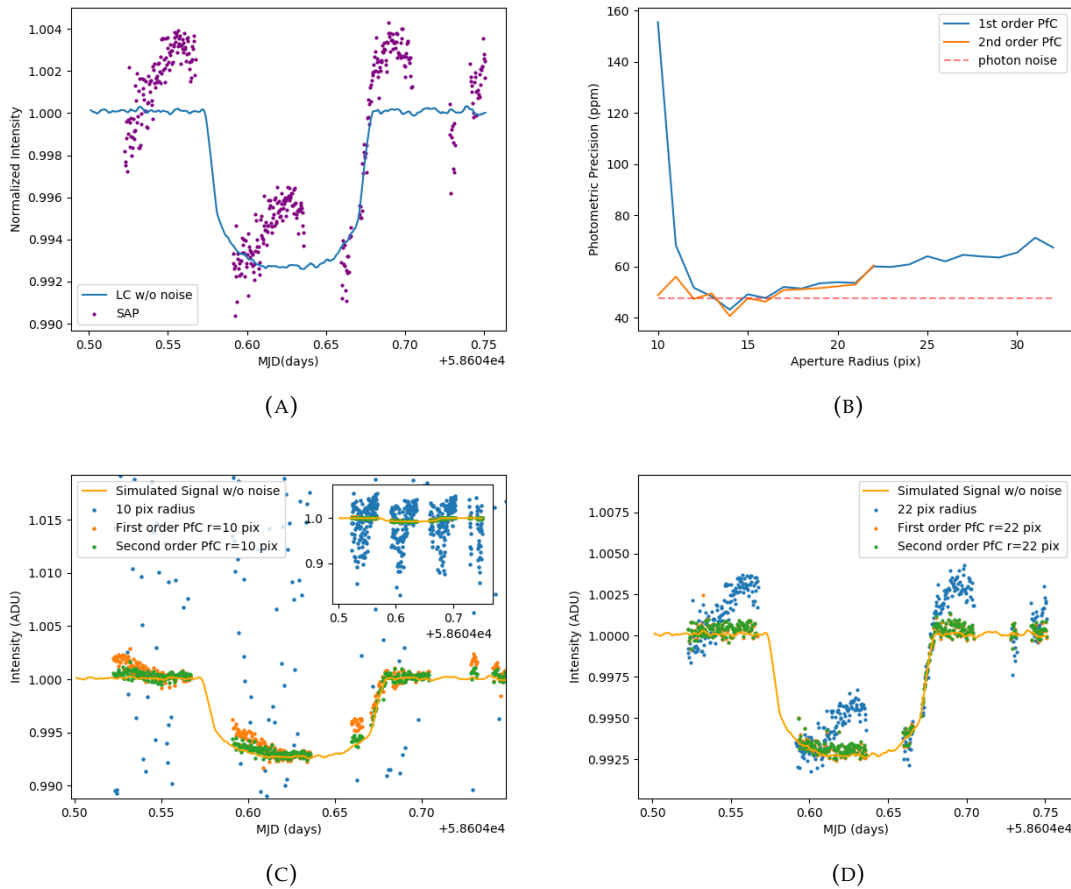 1.004
1.002
1.000
0.998
0.996
0.994
0.992
0.990
Normalized Intensity
LC w/o noise
SAP
0.50 0.55 0.60 0.65 0.70 0.75
MJD(days)
+5.8604e4
(A)
160
140
120
100
80
60
40
Photometric Precision (ppm)
1st order PfC
2nd order PfC
photon noise
10 15 20 25 30
Aperture Radius (pix)
(B)
1.015
1.010
1.005
1.000
0.995
0.990
Intensity (ADU)
Simulated Signal w/o noise
10 pix radius
First order PfC r=10 pix
Second order PfC r=10 pix
1.0
0.9
0.5 0.6 0.7
+5.8604e4
0.50 0.55 0.60 0.65 0.70
MJD (days)
+5.8604e4
(C)
1.0075
1.0050
1.0025
1.0000
0.9975
0.9950
0.9925
Intensity (ADU)
Simulated Signal w/o noise
22 pix radius
First order PfC r=22 pix
Second order PfC r=22 pix
0.50 0.55 0.60 0.65 0.70 0.75
MJD (days)
+5.8604e4
(D)